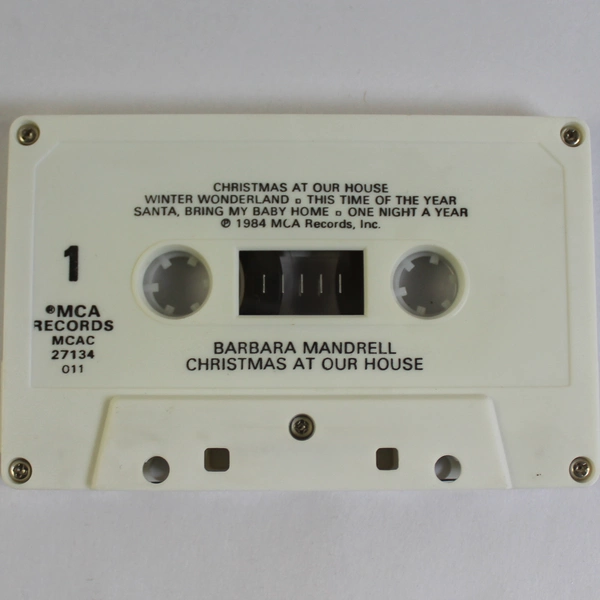 CHRISTMAS AT OUR HOUSE
WINTER WONDERLAND ▫ THIS TIME OF THE YEAR
SANTA, BRING MY BABY HOME ▫ ONE NIGHT A YEAR
℗ 1984 MCA Records, Inc.
1
®MCA
RECORDS
MCAC
27134
011
BARBARA MANDRELL
CHRISTMAS AT OUR HOUSE